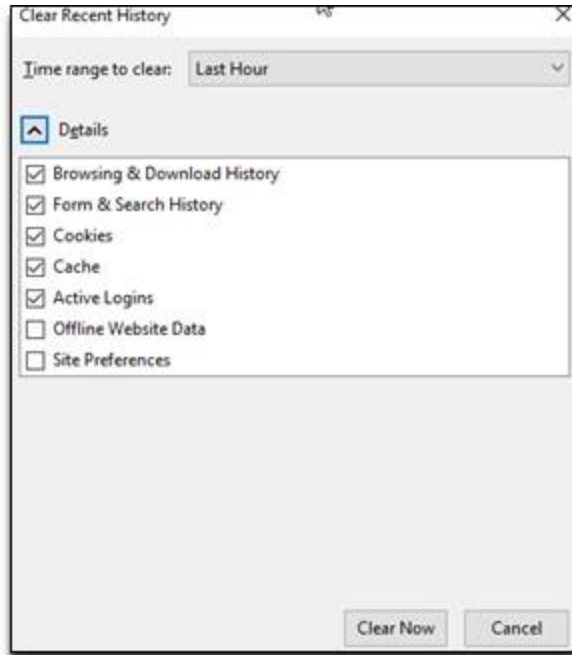 Clear Recent History
Time range to clear: Last Hour
Details
Browsing & Download History
Form & Search History
Cookies
Cache
Active Logins
Offline Website Data
Site Preferences
Clear Now Cancel